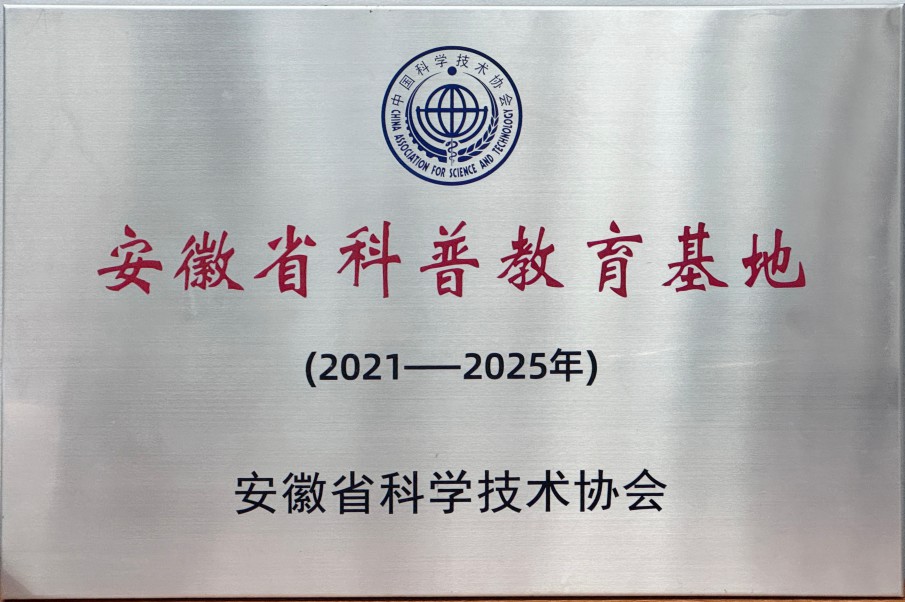 中国科学技术协会
CHINA ASSOCIATION FOR SCIENCE AND TECHNOLOGY
安徽省科普教育基地
(2021——2025年)
安徽省科学技术协会